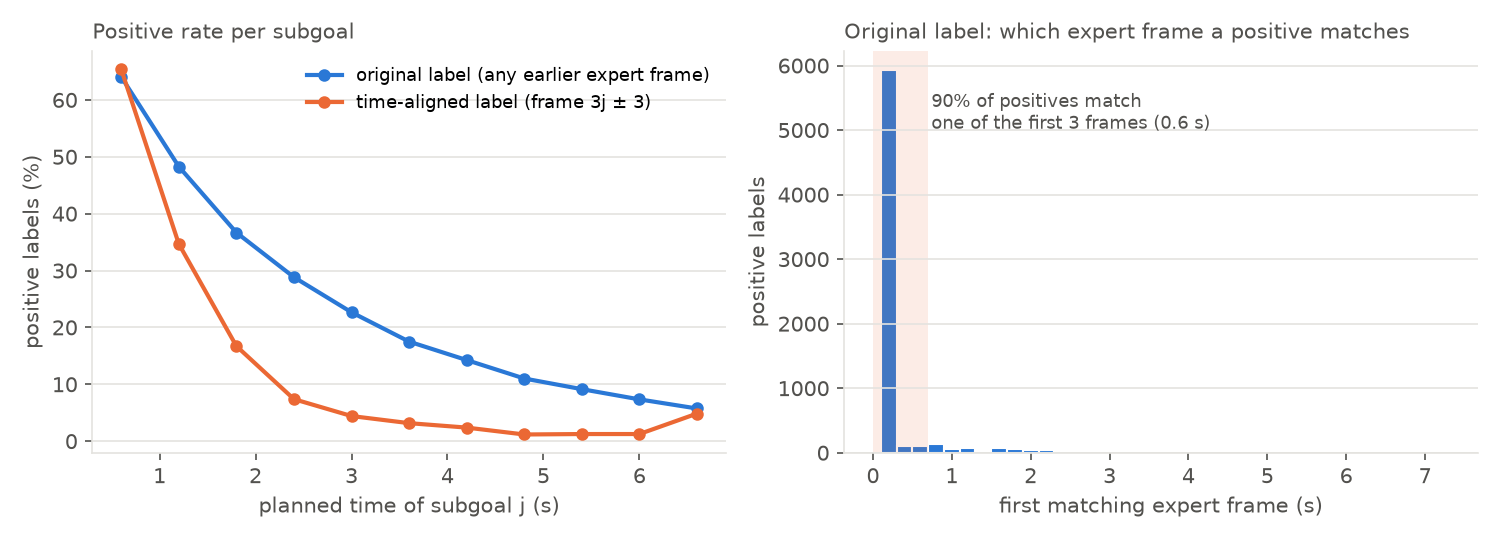 Positive rate per subgoal
original label (any earlier expert frame)
time-aligned label (frame 3j ± 3)
positive labels (%)
60
50
40
30
20
10
0
1 2 3 4 5 6
planned time of subgoal j (s)
Original label: which expert frame a positive matches
90% of positives match
one of the first 3 frames (0.6 s)
positive labels
6000
5000
4000
3000
2000
1000
0
0 1 2 3 4 5 6 7
first matching expert frame (s)